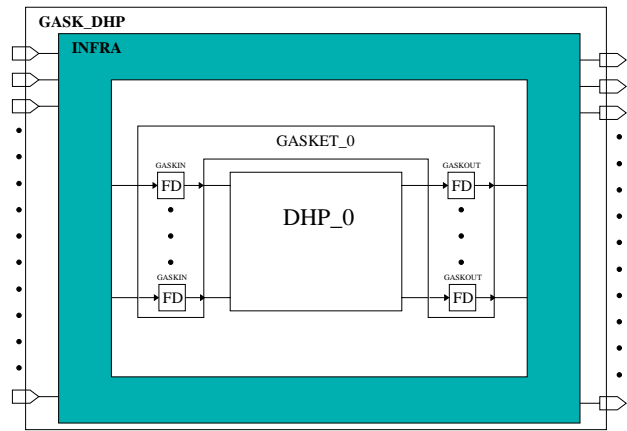 GASK_DHP
INFRA
GASKET_0
GASKIN
GASKOUT
FD
FD
DHP_0
GASKIN
GASKOUT
FD
FD